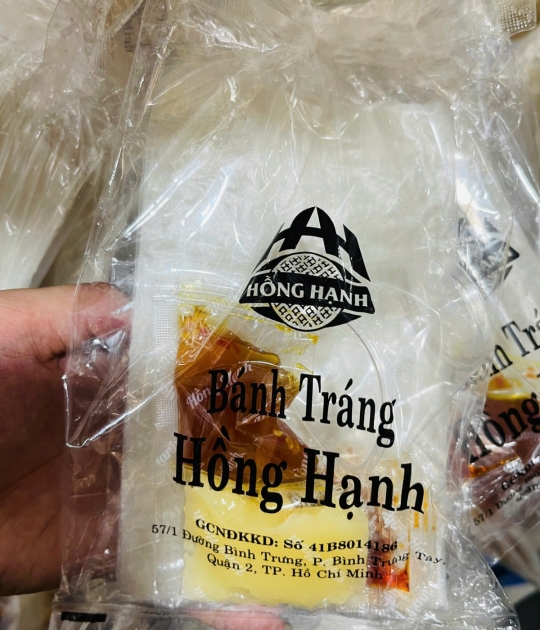 HAH
HỒNG HẠNH
Bánh Tráng
Hồng Hạnh
GCNĐKKD: Số 41B8014186
57/1 Đường Bình Trưng, P. Bình Trưng Tây,
Quận 2, TP. Hồ Chí Minh